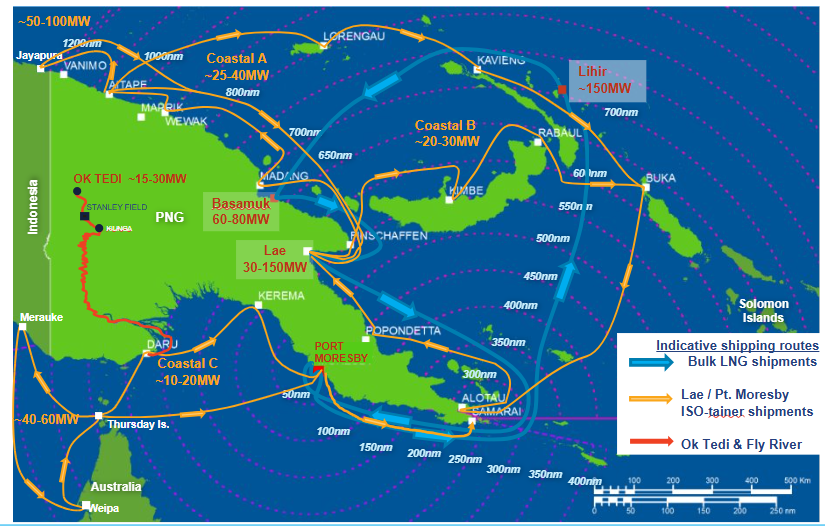 ~50-100MW
LORENGAU
Jayapura
1200nm
1000nm
Coastal A
~25-40MW
KAVIENG
VANIMO
AITAPE
800nm
Lihir
~150MW
700nm
MAPRIK
WEWAK
700nm
Coastal B
~20-30MW
RABAUL
650nm
600nm
OK TEDI ~15-30MW
MADANG
BUKA
KIMBE
Basamuk
60-80MW
550nm
STANLEY FIELD
PNG
Indonesia
KIUNGA
FINSCHAFFEN
500nm
Lae
30-150MW
450nm
KEREMA
400nm
Solomon
Islands
Merauke
POPONDETTA
DARU
PORT
MORESBY
350nm
Coastal C
~10-20MW
300nm
50nm
ALOTAU
SAMARAI
~40-60MW
Thursday Is.
100nm
150nm
200nm
250nm
300nm
350nm
400nm
Australia
Weipa
Indicative shipping routes
Bulk LNG shipments
Lae / Pt. Moresby
ISO-tainer shipments
Ok Tedi & Fly River
0 100 200 300 400 500 Km
0 50 100 150 200 250 nm